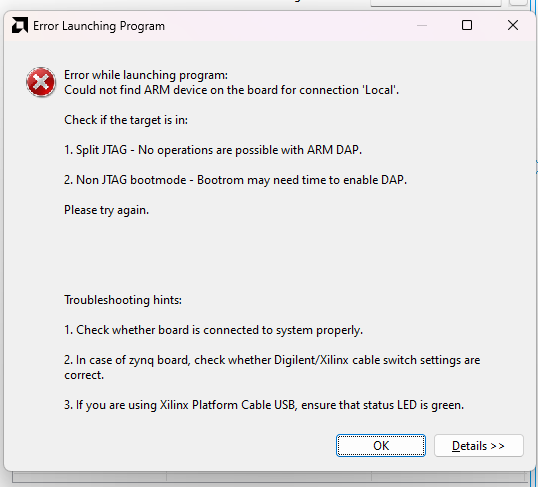 Error Launching Program
Error while launching program:
Could not find ARM device on the board for connection 'Local'.
Check if the target is in:
1. Split JTAG - No operations are possible with ARM DAP.
2. Non JTAG bootmode - Bootrom may need time to enable DAP.
Please try again.
Troubleshooting hints:
1. Check whether board is connected to system properly.
2. In case of zynq board, check whether Digilent/Xilinx cable switch settings are
correct.
3. If you are using Xilinx Platform Cable USB, ensure that status LED is green.
OK
Details >>